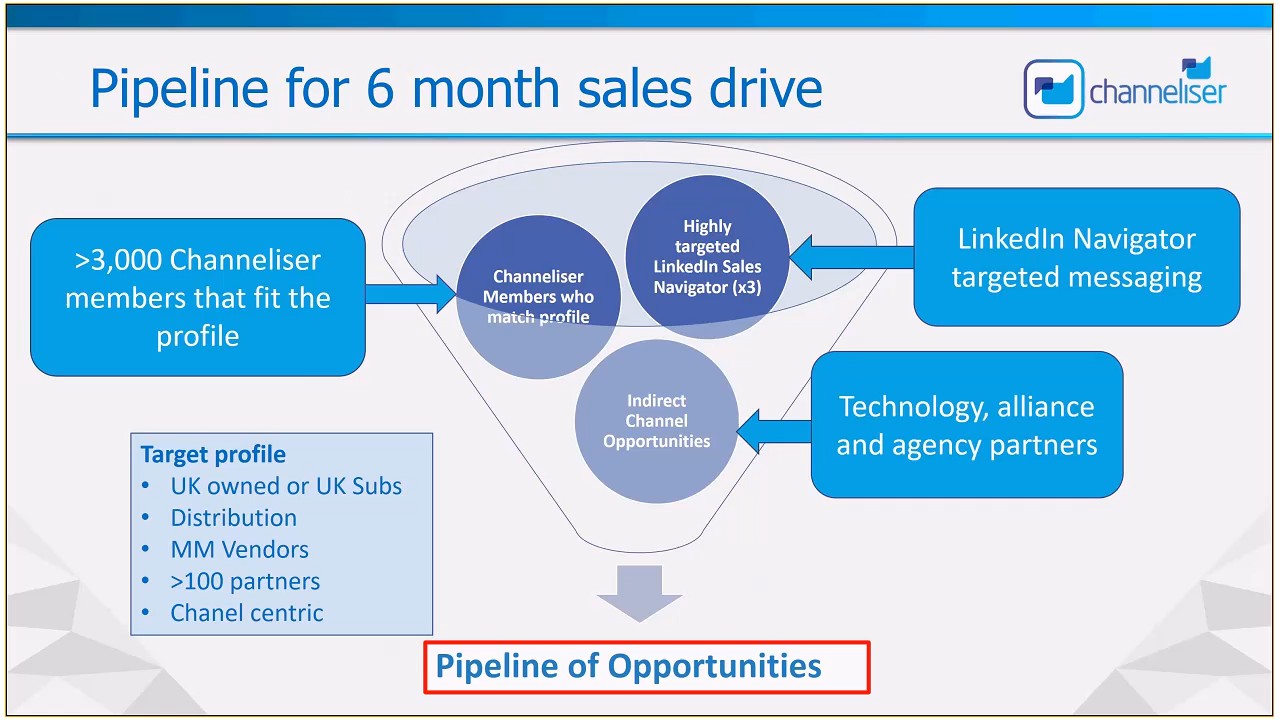 Pipeline for 6 month sales drive
channeliser
>3,000 Channeliser
members that fit the
profile
Channeliser
Members who
match profile
Highly
targeted
LinkedIn Sales
Navigator (x3)
LinkedIn Navigator
targeted messaging
Indirect
Channel
Opportunities
Technology, alliance
and agency partners
Target profile
• UK owned or UK Subs
• Distribution
• MM Vendors
• >100 partners
• Chanel centric
Pipeline of Opportunities